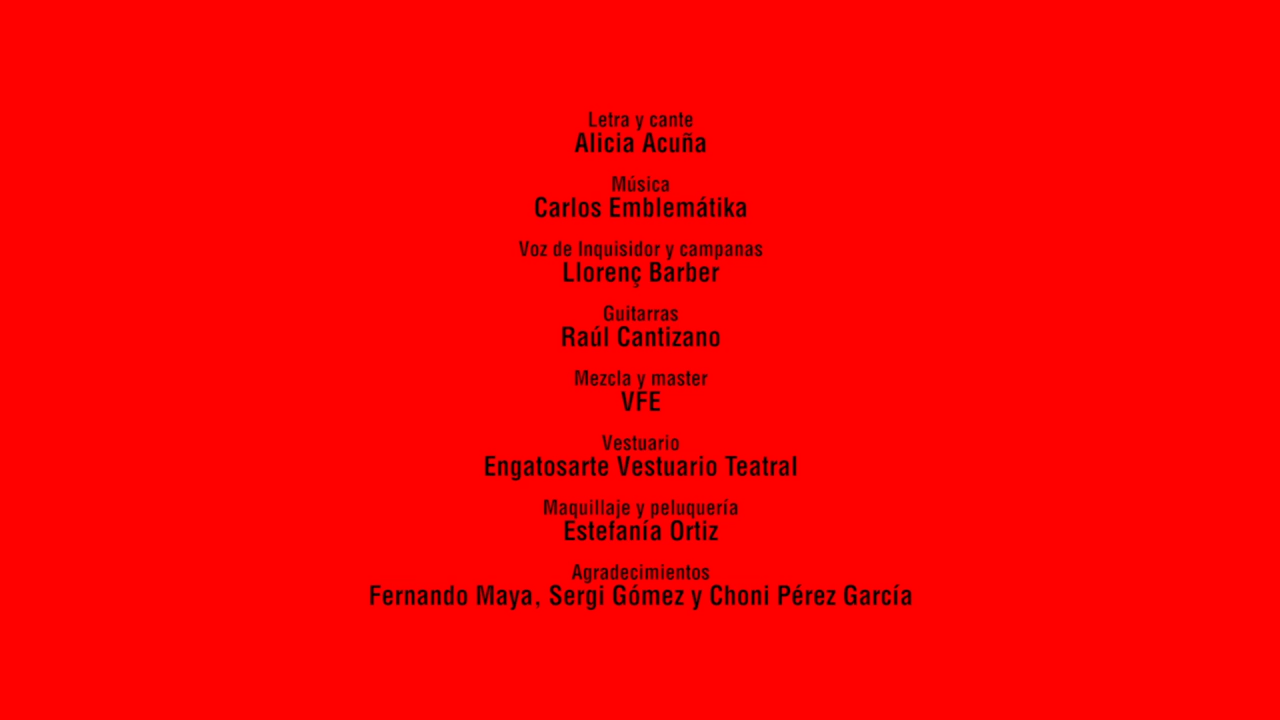 Letra y cante
Alicia Acuña
Música
Carlos Emblemátika
Voz de Inquisidor y campanas
Llorenç Barber
Guitarras
Raúl Cantizano
Mezcla y master
VFE
Vestuario
Engatosarte Vestuario Teatral
Maquillaje y peluquería
Estefanía Ortiz
Agradecimientos
Fernando Maya, Sergi Gómez y Choni Pérez García